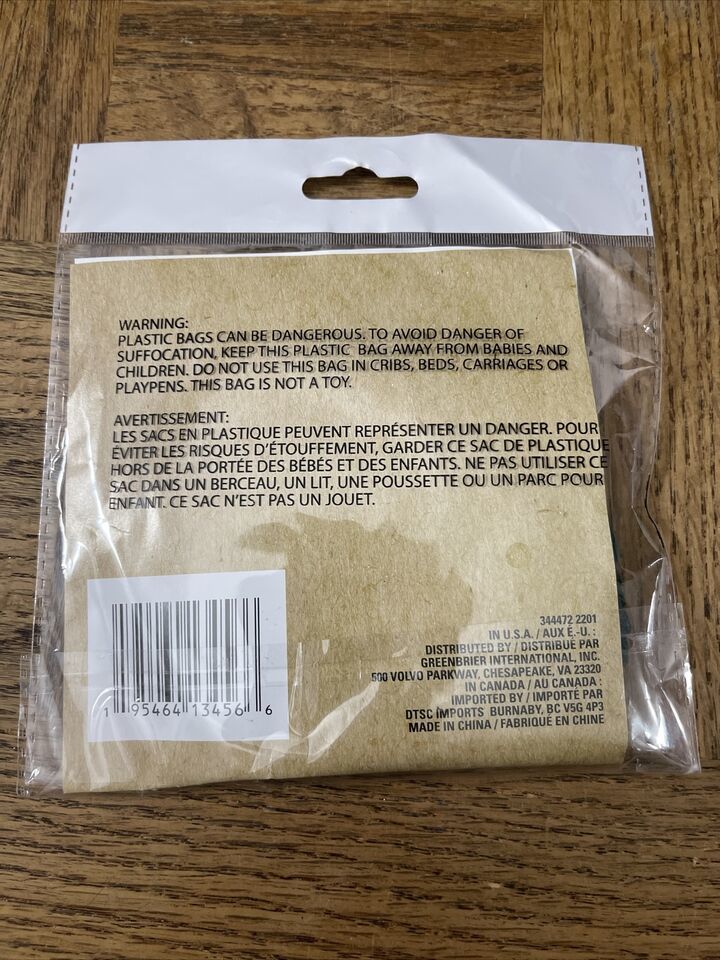 WARNING:
PLASTIC BAGS CAN BE DANGEROUS. TO AVOID DANGER OF
SUFFOCATION, KEEP THIS PLASTIC BAG AWAY FROM BABIES AND
CHILDREN. DO NOT USE THIS BAG IN CRIBS, BEDS, CARRIAGES OR
PLAYPENS. THIS BAG IS NOT A TOY.
AVERTISSEMENT:
LES SACS EN PLASTIQUE PEUVENT REPRÉSENTER UN DANGER. POUR
ÉVITER LES RISQUES D'ÉTOUFFEMENT, GARDER CE SAC DE PLASTIQUE
HORS DE LA PORTÉE DES BÉBÉS ET DES ENFANTS. NE PAS UTILISER CE
SAC DANS UN BERCEAU, UN LIT, UNE POUSSETTE OU UN PARC POUR
ENFANT. CE SAC N'EST PAS UN JOUET.
344472 2201
IN U.S.A. / AUX É.-U. :
DISTRIBUTED BY / DISTRIBUÉ PAR
GREENBRIER INTERNATIONAL, INC.
500 VOLVO PARKWAY, CHESAPEAKE, VA 23320
IN CANADA / AU CANADA :
IMPORTED BY / IMPORTÉ PAR
DTSC IMPORTS BURNABY, BC V5G 4P3
MADE IN CHINA / FABRIQUÉ EN CHINE
1 95464 13456 6